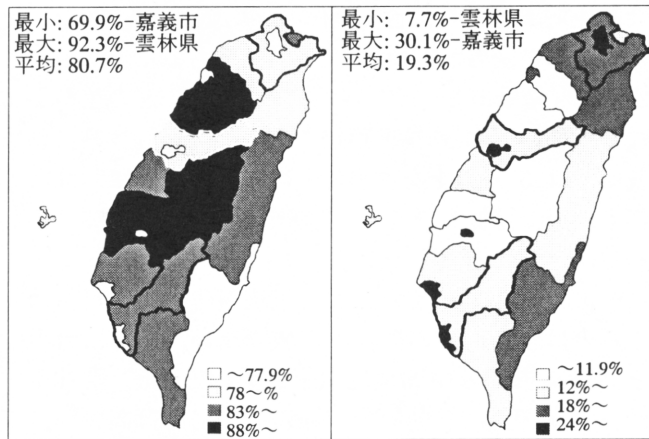 最小: 69.9%-嘉義市
最大: 92.3%-雲林県
平均: 80.7%
~77.9%
78~%
83%~
88%~
最小: 7.7%-雲林県
最大: 30.1%-嘉義市
平均: 19.3%
~11.9%
12%~
18%~
24%~